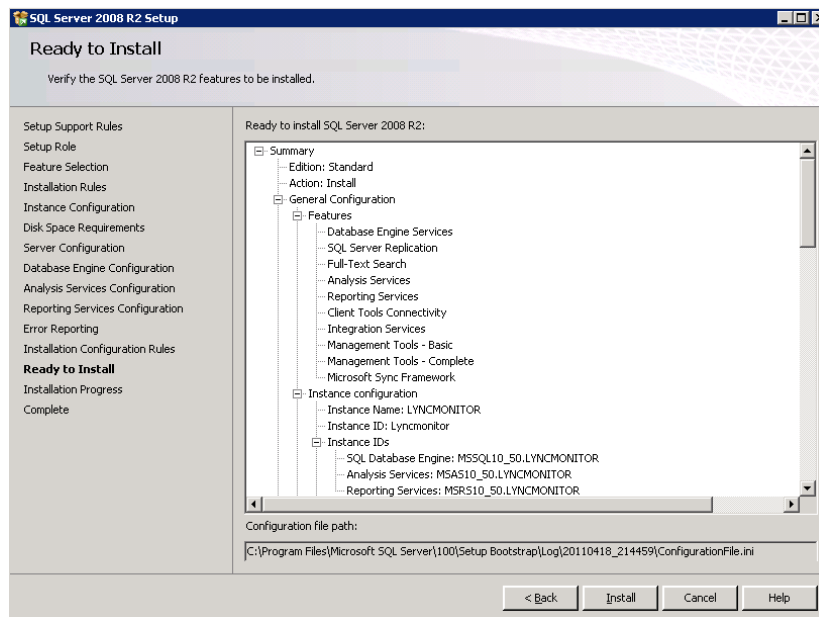 SQL Server 2008 R2 Setup
Ready to Install
Verify the SQL Server 2008 R2 features to be installed.
Setup Support Rules
Setup Role
Feature Selection
Installation Rules
Instance Configuration
Disk Space Requirements
Server Configuration
Database Engine Configuration
Analysis Services Configuration
Reporting Services Configuration
Error Reporting
Installation Configuration Rules
Ready to Install
Installation Progress
Complete
Ready to install SQL Server 2008 R2:
Summary
Edition: Standard
Action: Install
General Configuration
Features
Database Engine Services
SQL Server Replication
Full-Text Search
Analysis Services
Reporting Services
Client Tools Connectivity
Integration Services
Management Tools - Basic
Management Tools - Complete
Microsoft Sync Framework
Instance configuration
Instance Name: LYNCMONITOR
Instance ID: Lyncmonitor
Instance IDs
SQL Database Engine: MSSQL10_50.LYNCMONITOR
Analysis Services: MSAS10_50.LYNCMONITOR
Reporting Services: MSRS10_50.LYNCMONITOR
Configuration file path:
C:\Program Files\Microsoft SQL Server\100\Setup Bootstrap\Log\20110418_214459\ConfigurationFile.ini
< Back
Install
Cancel
Help